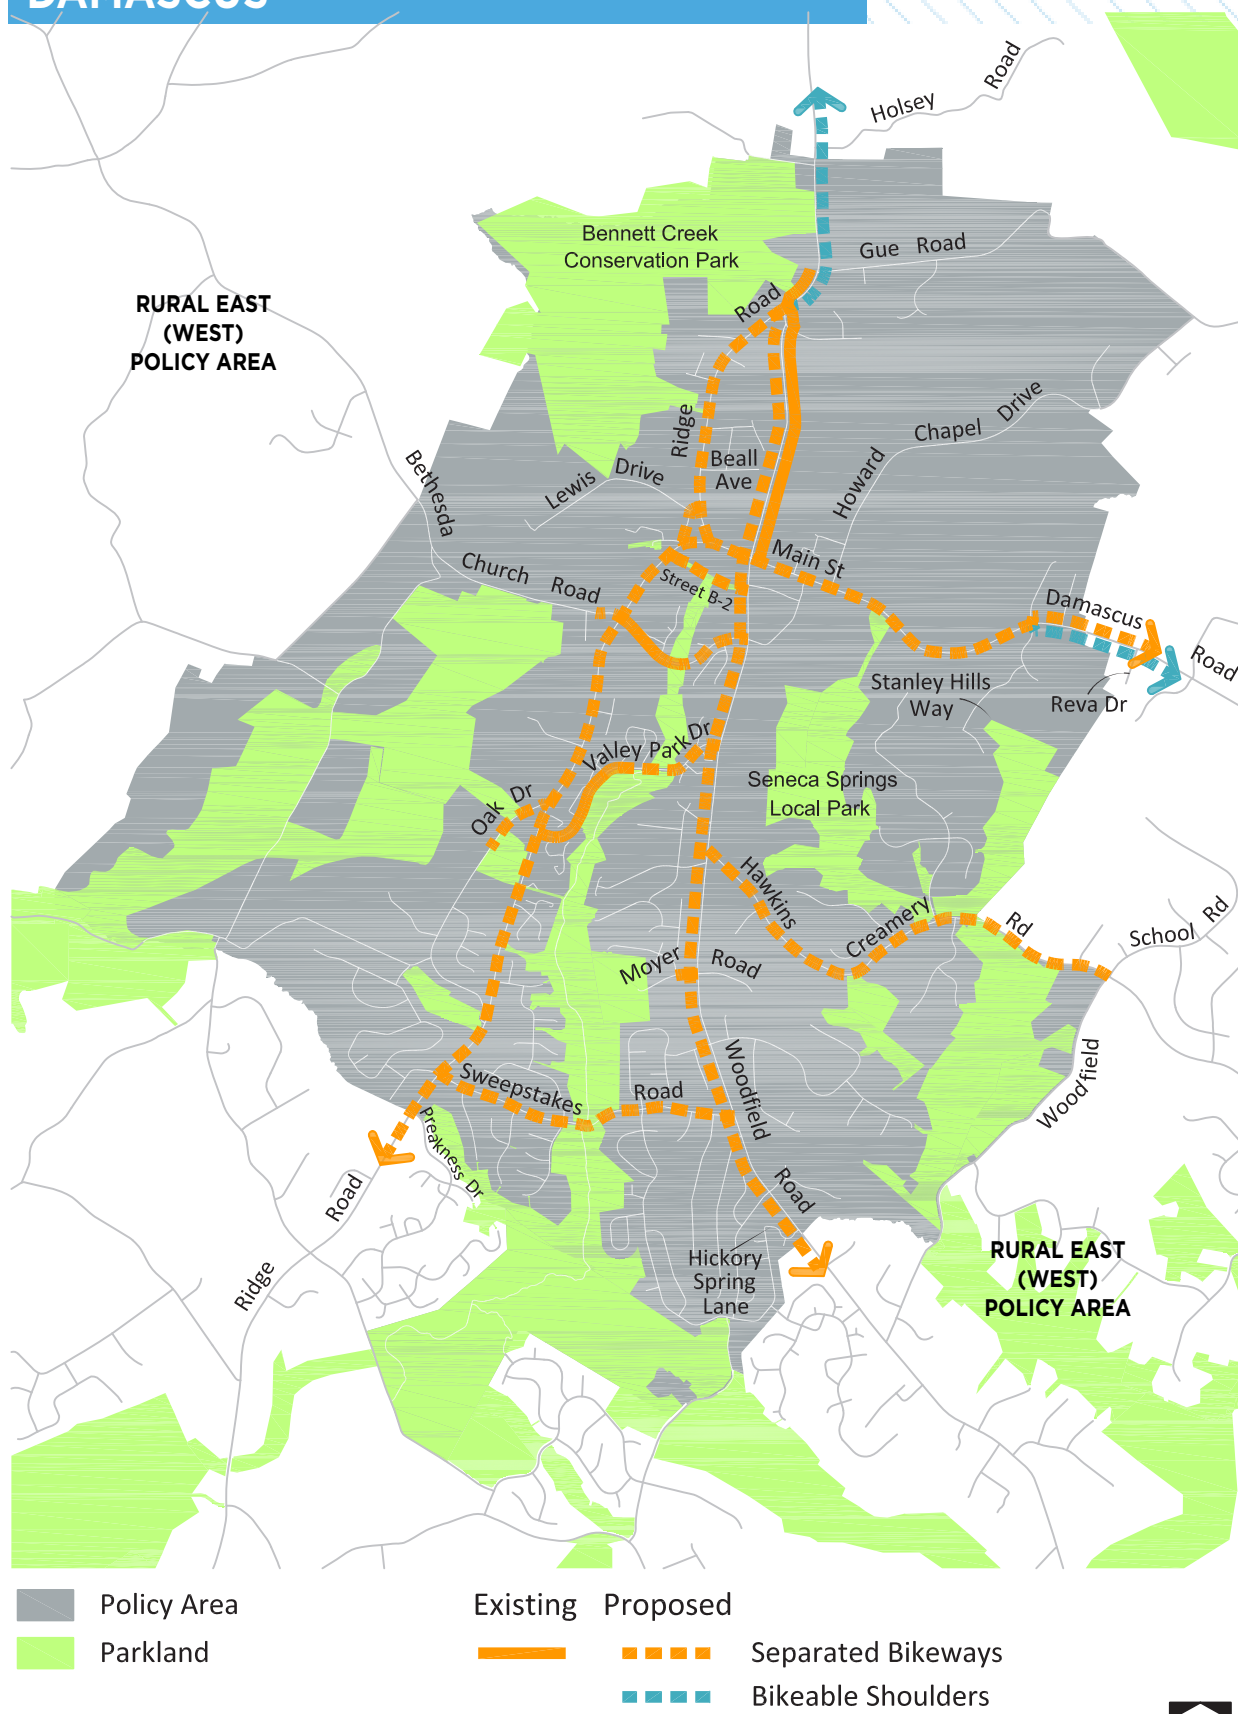 DAMASCUS
Holsey
Road
Bennett Creek
Conservation Park
Gue Road
RURAL EAST
(WEST)
POLICY AREA
Road
Ridge
Drive
Chapel
Beall
Ave
Howard
Lewis
Drive
Bethesda
Main St
Church
Road
Street B-2
Damascus
Road
Stanley Hills
Way
Reva Dr
Valley Park Dr
Seneca Springs
Local Park
Oak Dr
Hawkins
Creamery
Rd
School Rd
Moyer
Road
Woodfield
Sweepstakes
Road
Woodfield
Preakness Dr
Road
Road
Ridge
Hickory
Spring
Lane
RURAL EAST
(WEST)
POLICY AREA
Policy Area
Existing Proposed
Parkland
Separated Bikeways
Bikeable Shoulders